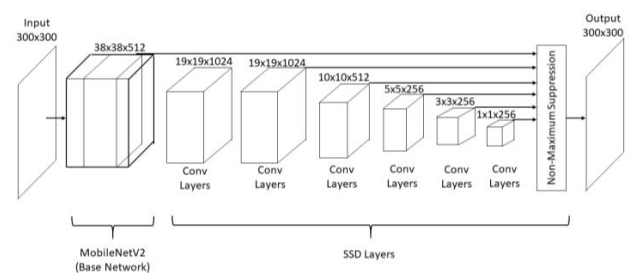 Input
300x300
38x38x512
19x19x1024
19x19x1024
10x10x512
5x5x256
3x3x256
1x1x256
Non-Maximum Suppression
Output
300x300
Conv
Layers
Conv
Layers
Conv
Layers
Conv
Layers
Conv
Layers
Conv
Layers
MobileNetV2
(Base Network)
SSD Layers